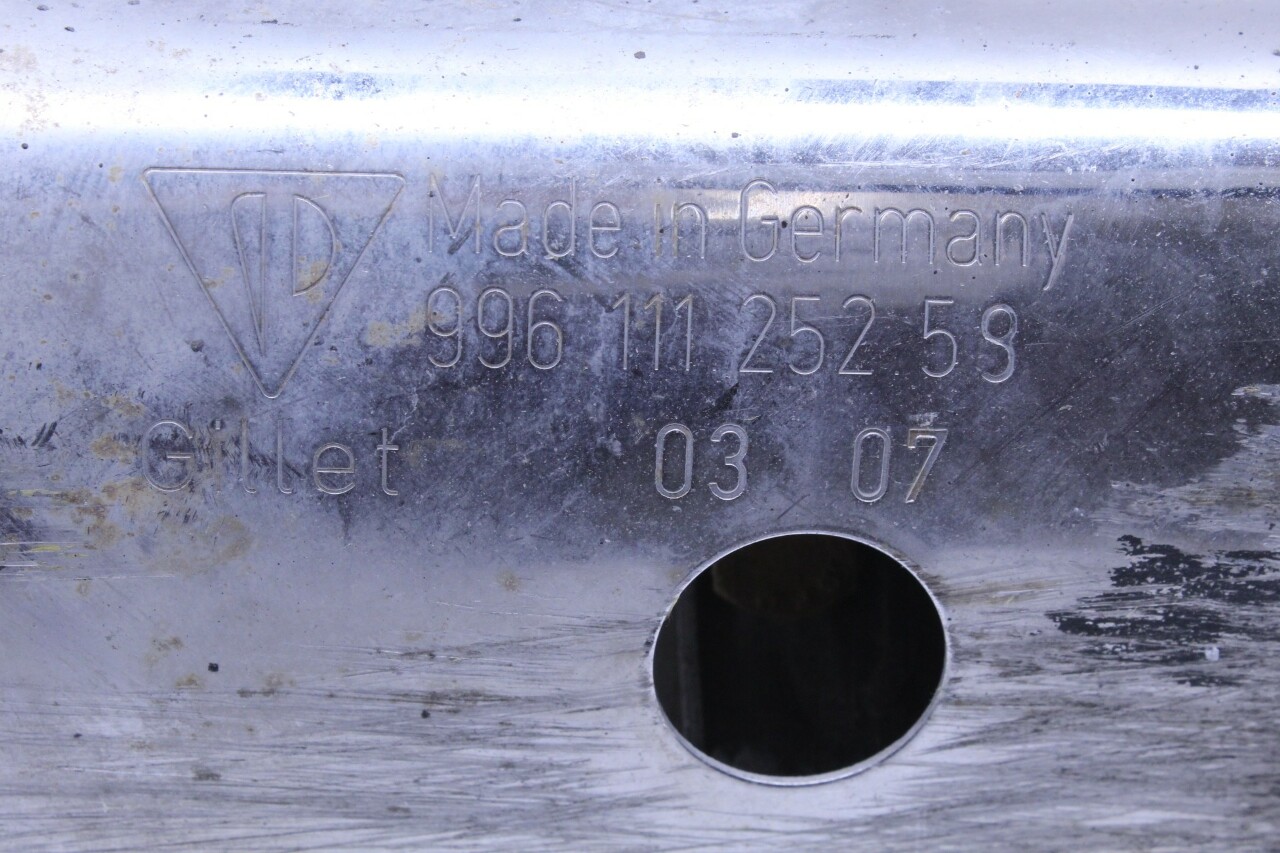 Made in Germany
996 111 252 59
Gillet 03 07